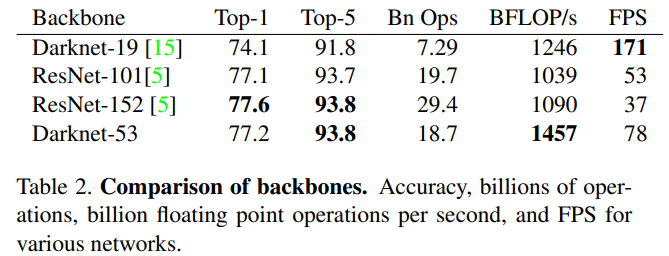 Backbone Top-1 Top-5 Bn Ops BFLOP/s FPS
Darknet-19 [15] 74.1 91.8 7.29 1246 171
ResNet-101[5] 77.1 93.7 19.7 1039 53
ResNet-152 [5] 77.6 93.8 29.4 1090 37
Darknet-53 77.2 93.8 18.7 1457 78
Table 2. Comparison of backbones. Accuracy, billions of oper-
ations, billion floating point operations per second, and FPS for
various networks.